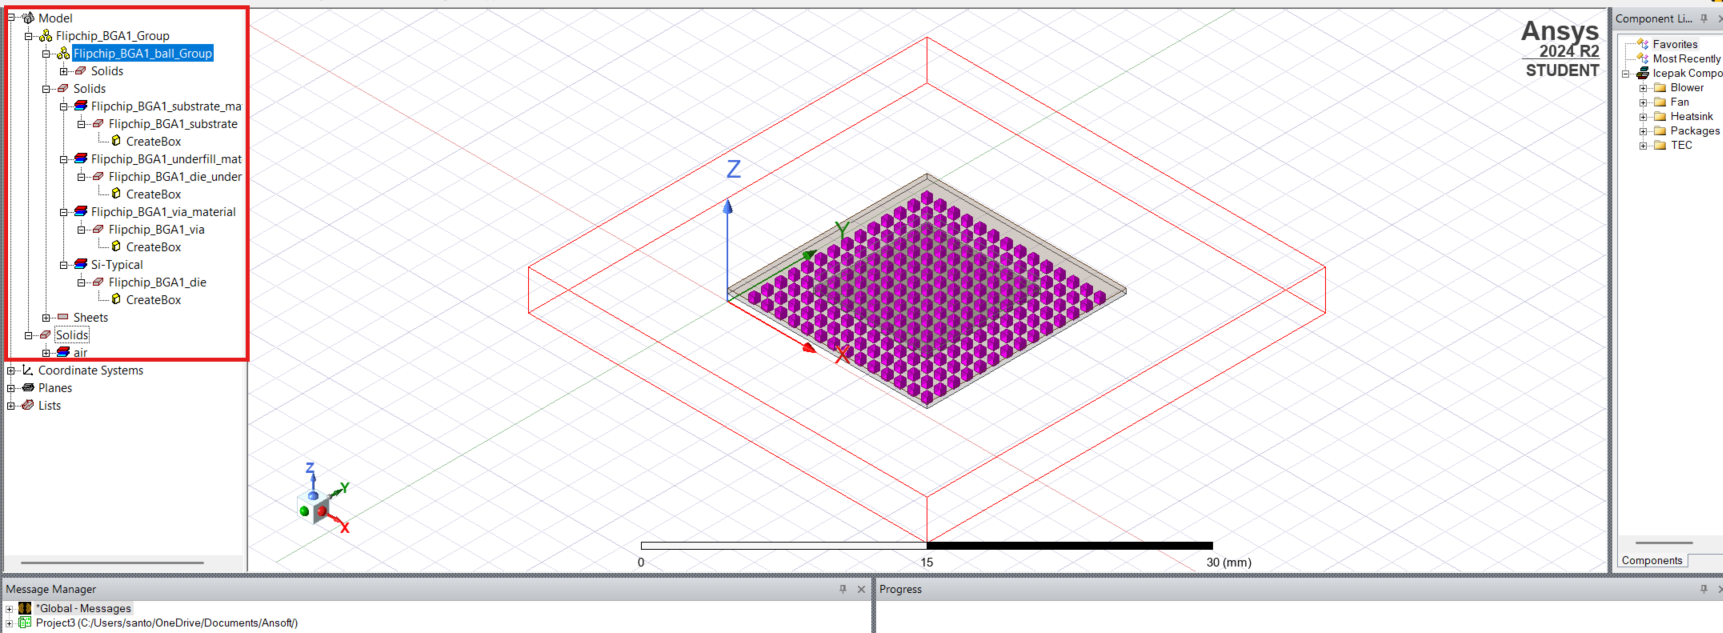 Model
Flipchip_BGA1_Group
Flipchip_BGA1_ball_Group
Solids
Solids
Flipchip_BGA1_substrate_ma
Flipchip_BGA1_substrate
CreateBox
Flipchip_BGA1_underfill_mat
Flipchip_BGA1_die_under
CreateBox
Flipchip_BGA1_via_material
Flipchip_BGA1_via
CreateBox
Si-Typical
Flipchip_BGA1_die
CreateBox
Sheets
Solids
air
Coordinate Systems
Planes
Lists
Ansys
2024 R2
STUDENT
Z
Y
X
Z
Y
X
0 15 30 (mm)
Component Li...
Favorites
Most Recently
Icepak Compo
Blower
Fan
Heatsink
Packages
TEC
Components
Message Manager
*Global - Messages
Project3 (C:/Users/santo/OneDrive/Documents/Ansoft/)
Progress